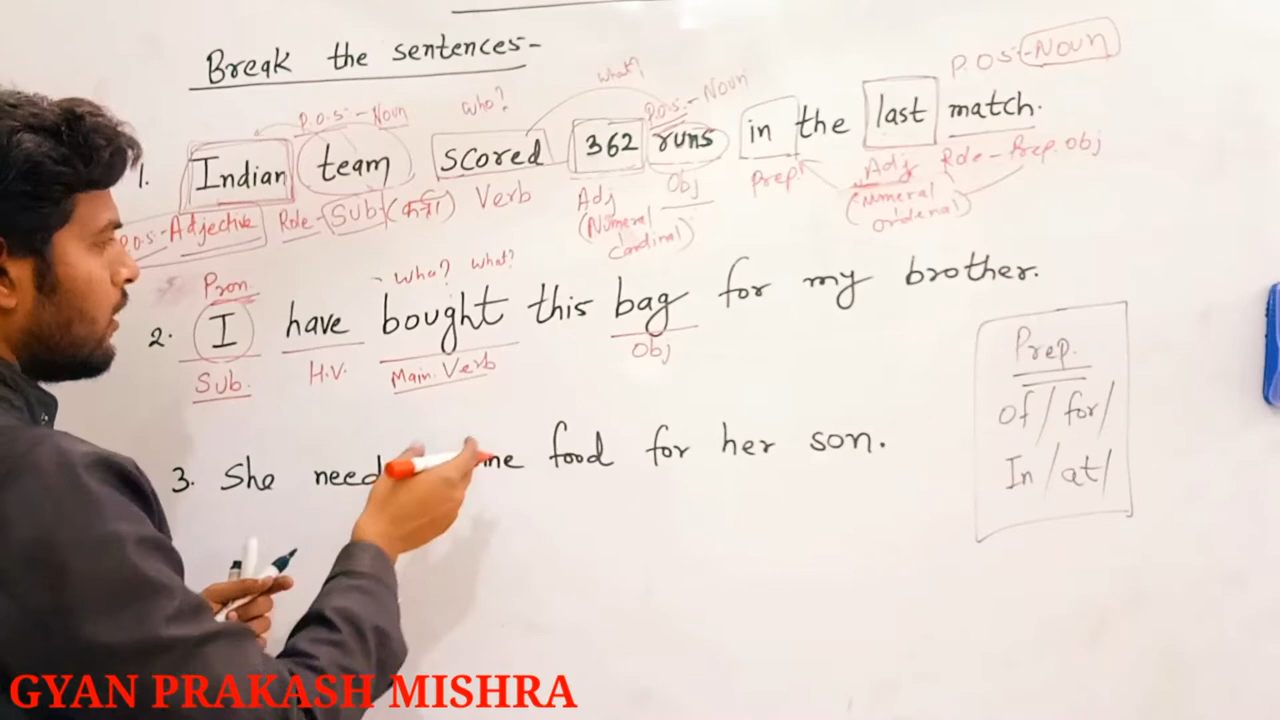 Break the sentences-
P.O.S-Noun
P.O.S-Noun Who? What? P.O.S-Noun
1. Indian team scored 362 runs in the last match.
P.O.S-Adjective Role-Sub(कर्ता) Verb Adj (Numeral Cardinal) Obj Prep Adj (Numeral ordenal) Role-Prep.obj
Pron. Who? What?
2. I have bought this bag for my brother.
Sub. H.V. Main Verb Obj
3. She need me food for her son.
Prep.
Of/for/
In/at/
GYAN PRAKASH MISHRA